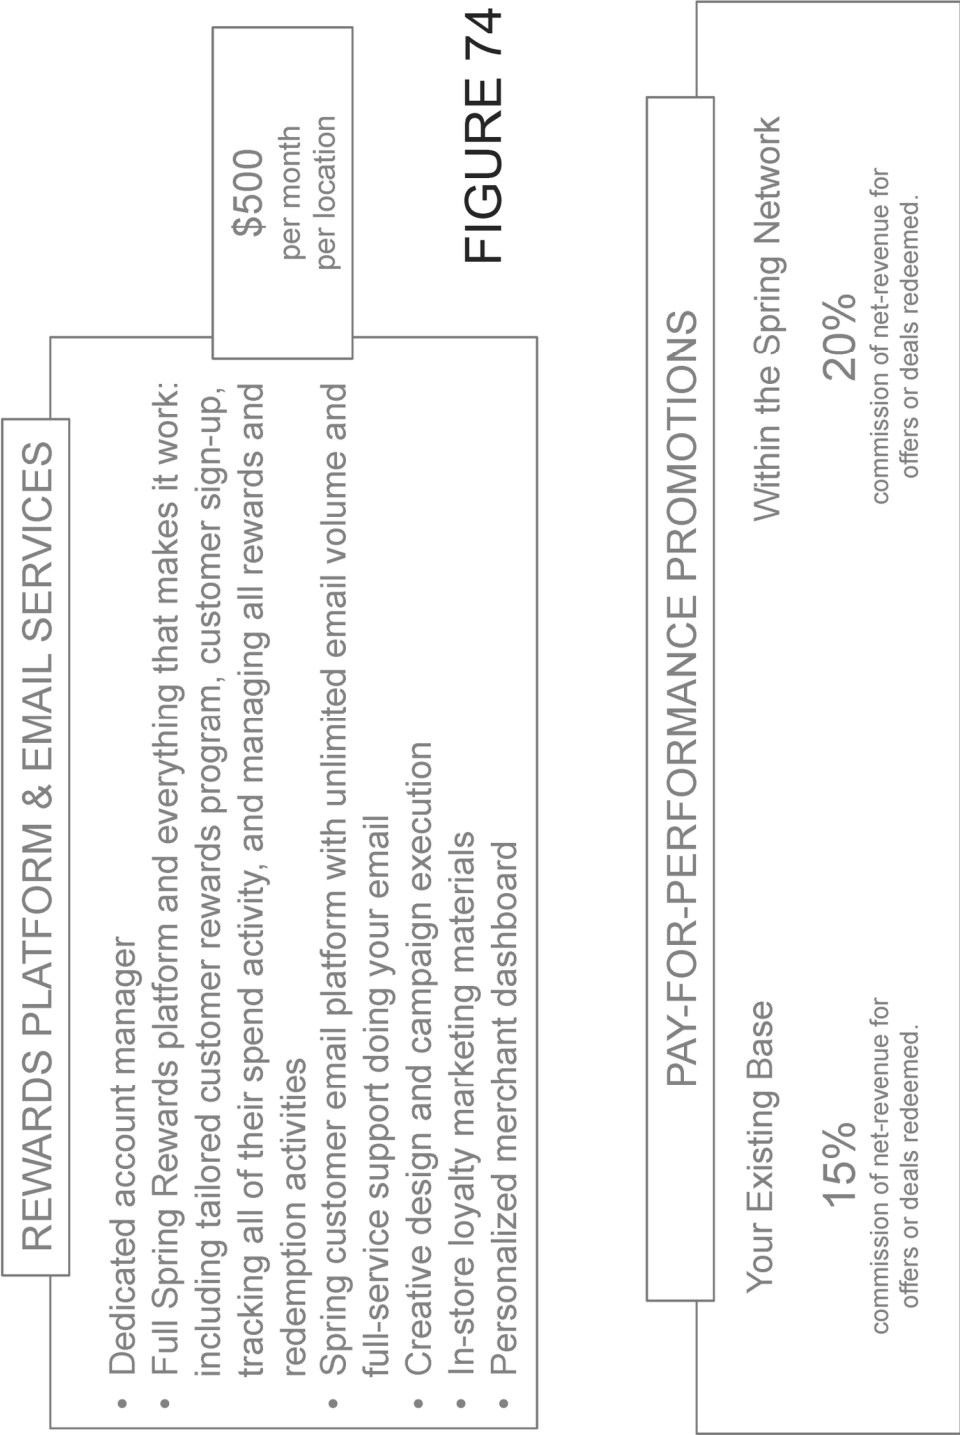 REWARDS PLATFORM & EMAIL SERVICES
• Dedicated account manager
• Full Spring Rewards platform and everything that makes it work:
including tailored customer rewards program, customer sign-up,
tracking all of their spend activity, and managing all rewards and
redemption activities
• Spring customer email platform with unlimited email volume and
full-service support doing your email
• Creative design and campaign execution
• In-store loyalty marketing materials
• Personalized merchant dashboard
$500
per month
per location
FIGURE 74
PAY-FOR-PERFORMANCE PROMOTIONS
Your Existing Base
15%
commission of net-revenue for
offers or deals redeemed.
Within the Spring Network
20%
commission of net-revenue for
offers or deals redeemed.